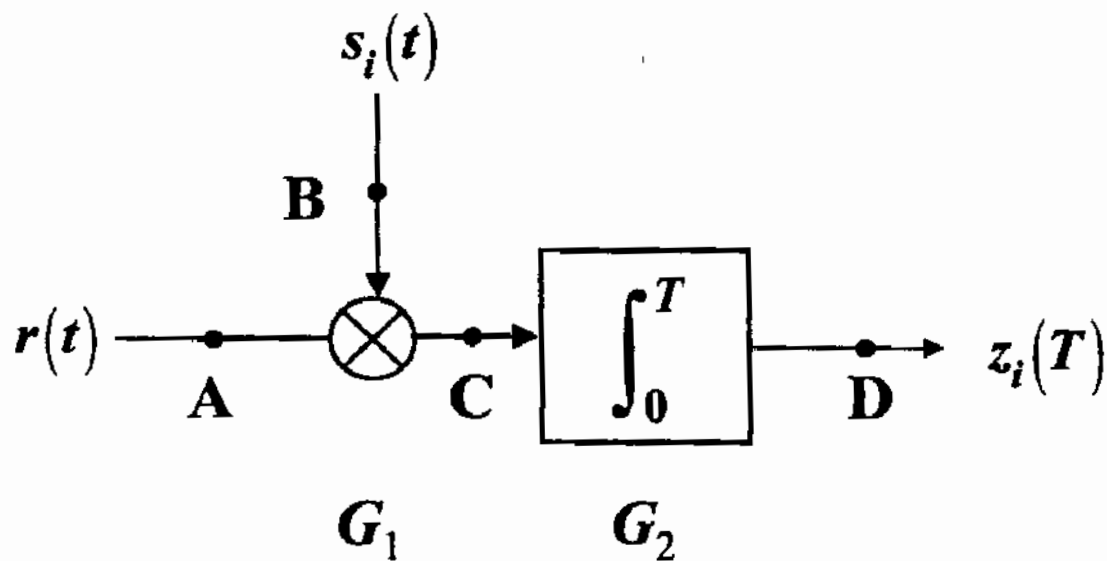 s_i(t)
B
r(t)
A
C
∫_0^T
D
z_i(T)
G_1
G_2